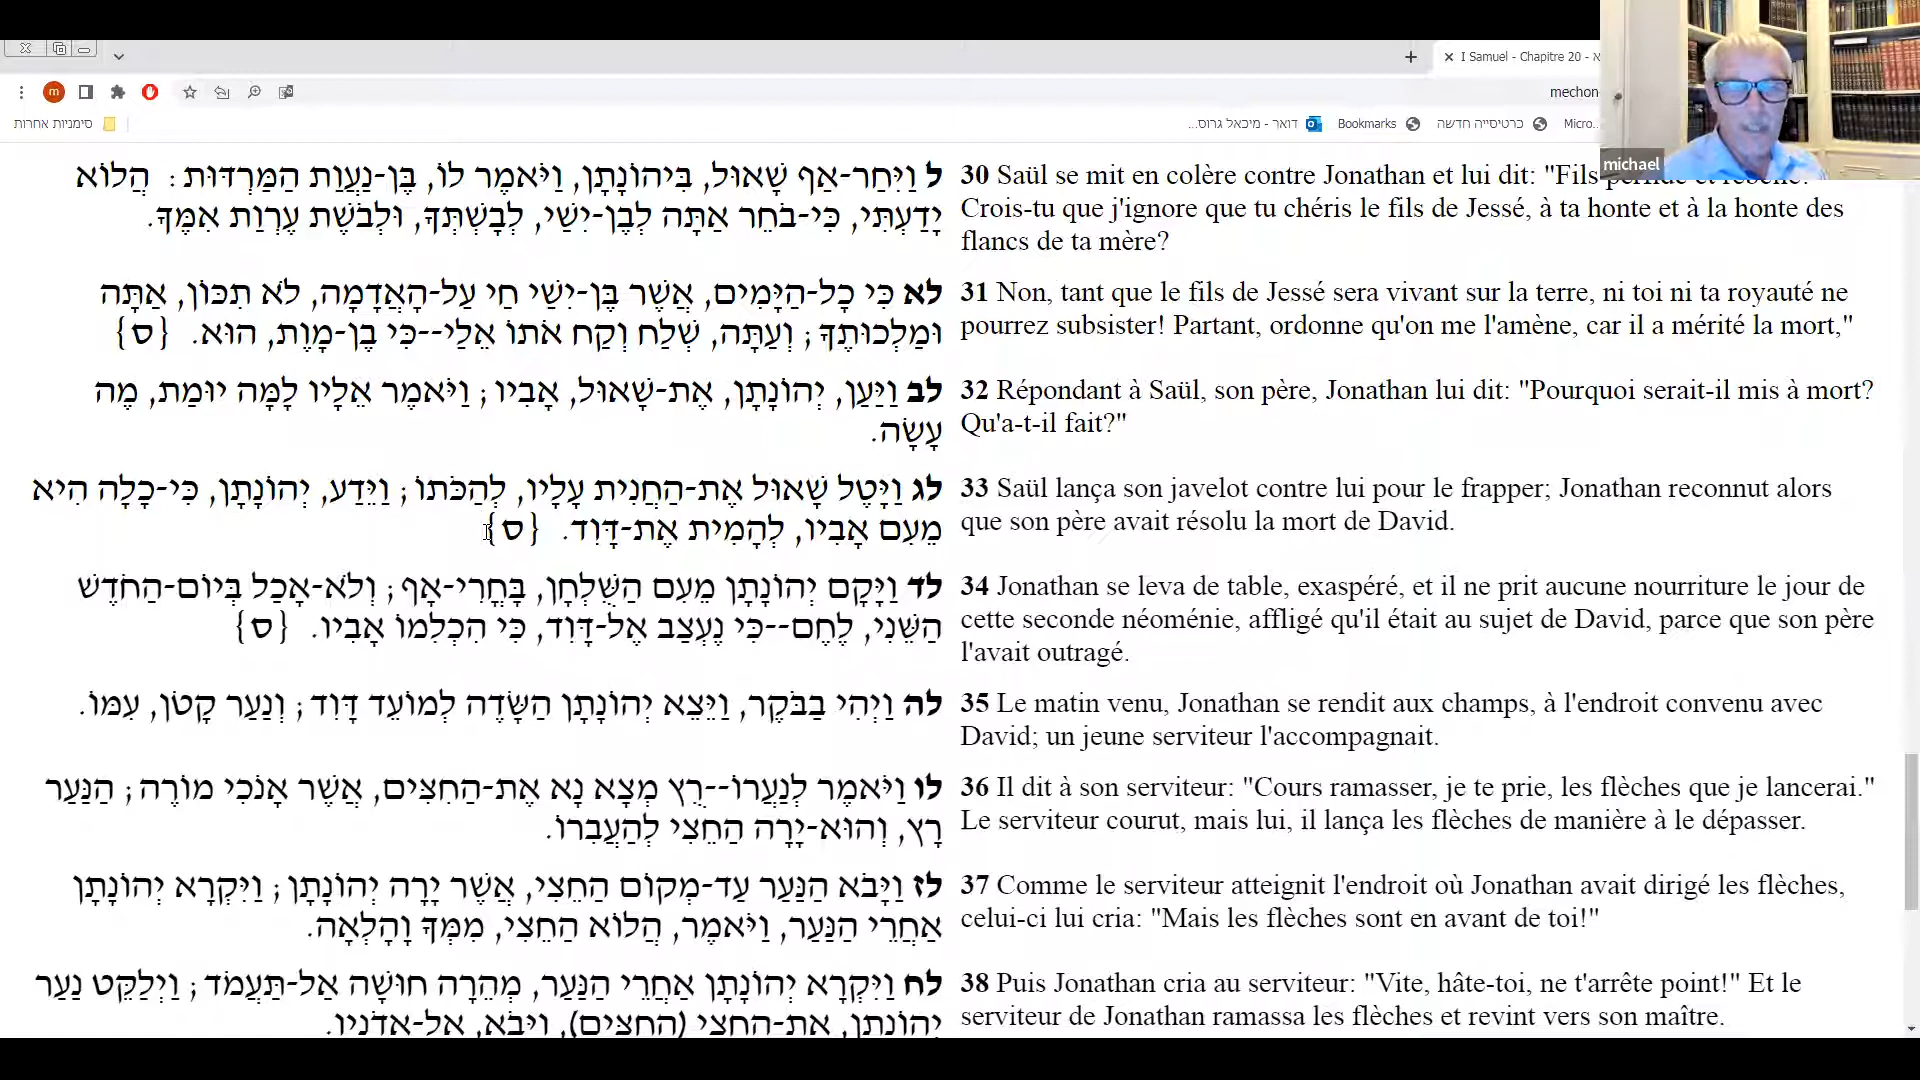 I Samuel - Chapitre 20 - א
mechon-
סימניות אחרות
דואר - מיכאל גרוס...
Bookmarks
כרטיסייה חדשה
Micro...
michael
ל וַיִּחַר-אַף שָׁאוּל, בִּיהוֹנָתָן, וַיֹּאמֶר לוֹ, בֶּן-נַעֲוַת הַמַּרְדּוּת: הֲלוֹא
יָדַעְתִּי, כִּי-בֹחֵר אַתָּה לְבֶן-יִשַׁי, לְבָשְׁתְּךָ, וּלְבֹשֶׁת עֶרְוַת אִמֶּךָ.
30 Saül se mit en colère contre Jonathan et lui dit: "Fils
Crois-tu que j'ignore que tu chéris le fils de Jessé, à ta honte et à la honte des
flancs de ta mère?
לא כִּי כָל-הַיָּמִים, אֲשֶׁר בֶּן-יִשַׁי חַי עַל-הָאֲדָמָה, לֹא תִכּוֹן, אַתָּה
וּמַלְכוּתֶךָ; וְעַתָּה, שְׁלַח וְקַח אֹתוֹ אֵלַי--כִּי בֶן-מָוֶת, הוּא. {ס}
31 Non, tant que le fils de Jessé sera vivant sur la terre, ni toi ni ta royauté ne
pourrez subsister! Partant, ordonne qu'on me l'amène, car il a mérité la mort,"
לב וַיַּעַן, יְהוֹנָתָן, אֶת-שָׁאוּל, אָבִיו; וַיֹּאמֶר אֵלָיו לָמָּה יוּמַת, מֶה
עָשָׂה.
32 Répondant à Saül, son père, Jonathan lui dit: "Pourquoi serait-il mis à mort?
Qu'a-t-il fait?"
לג וַיָּטֶל שָׁאוּל אֶת-הַחֲנִית עָלָיו, לְהַכֹּתוֹ; וַיֵּדַע, יְהוֹנָתָן, כִּי-כָלָה הִיא
מֵעִם אָבִיו, לְהָמִית אֶת-דָּוִד. {ס}
33 Saül lança son javelot contre lui pour le frapper; Jonathan reconnut alors
que son père avait résolu la mort de David.
לד וַיָּקָם יְהוֹנָתָן מֵעִם הַשֻּׁלְחָן, בָּחֳרִי-אָף; וְלֹא-אָכַל בְּיוֹם-הַחֹדֶשׁ
הַשֵּׁנִי, לֶחֶם--כִּי נֶעְצַב אֶל-דָּוִד, כִּי הִכְלִמוֹ אָבִיו. {ס}
34 Jonathan se leva de table, exaspéré, et il ne prit aucune nourriture le jour de
cette seconde néoménie, affligé qu'il était au sujet de David, parce que son père
l'avait outragé.
לה וַיְהִי בַבֹּקֶר, וַיֵּצֵא יְהוֹנָתָן הַשָּׂדֶה לְמוֹעֵד דָּוִד; וְנַעַר קָטֹן, עִמּוֹ.
35 Le matin venu, Jonathan se rendit aux champs, à l'endroit convenu avec
David; un jeune serviteur l'accompagnait.
לו וַיֹּאמֶר לְנַעֲרוֹ--רֻץ מְצָא נָא אֶת-הַחִצִּים, אֲשֶׁר אָנֹכִי מוֹרֶה; הַנַּעַר
רָץ, וְהוּא-יָרָה הַחֵצִי לְהַעֲבִרוֹ.
36 Il dit à son serviteur: "Cours ramasser, je te prie, les flèches que je lancerai."
Le serviteur courut, mais lui, il lança les flèches de manière à le dépasser.
לז וַיָּבֹא הַנַּעַר עַד-מְקוֹם הַחֵצִי, אֲשֶׁר יָרָה יְהוֹנָתָן; וַיִּקְרָא יְהוֹנָתָן
אַחֲרֵי הַנַּעַר, וַיֹּאמֶר, הֲלוֹא הַחֵצִי, מִמְּךָ וָהָלְאָה.
37 Comme le serviteur atteignit l'endroit où Jonathan avait dirigé les flèches,
celui-ci lui cria: "Mais les flèches sont en avant de toi!"
לח וַיִּקְרָא יְהוֹנָתָן אַחֲרֵי הַנַּעַר, מְהֵרָה חוּשָׁה אַל-תַּעֲמֹד; וַיְלַקֵּט נַעַר
יְהוֹנָתָן, אֶת-החצי (הַחִצִּים), וַיָּבֹא, אֶל-אֲדֹנָיו.
38 Puis Jonathan cria au serviteur: "Vite, hâte-toi, ne t'arrête point!" Et le
serviteur de Jonathan ramassa les flèches et revint vers son maître.